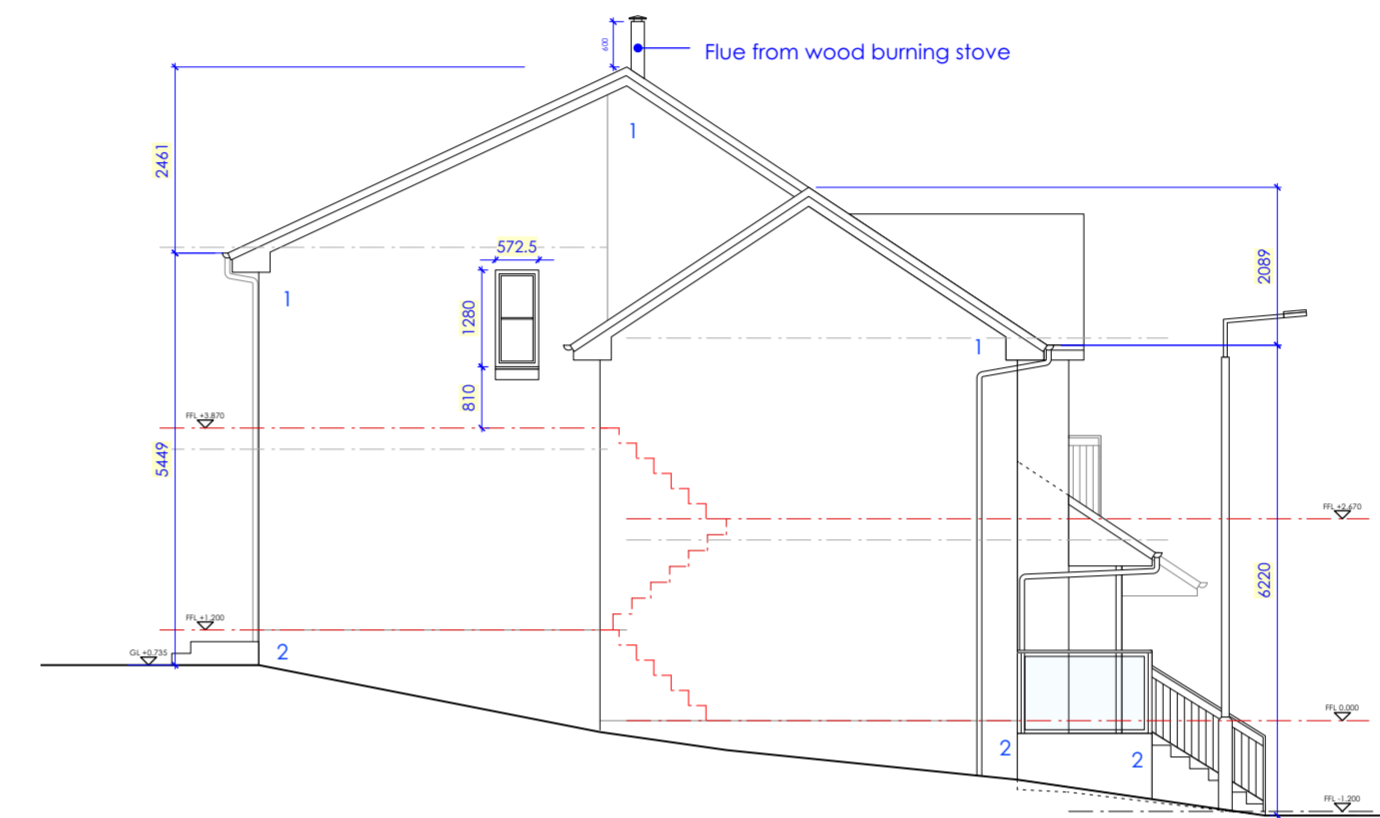 600
Flue from wood burning stove
2461
1
572.5
2089
1
1280
1
810
FFL +3.870
5449
FFL +2.670
6220
FFL +1.200
GL +0.735
2
FFL 0.000
2
2
FFL -1.200